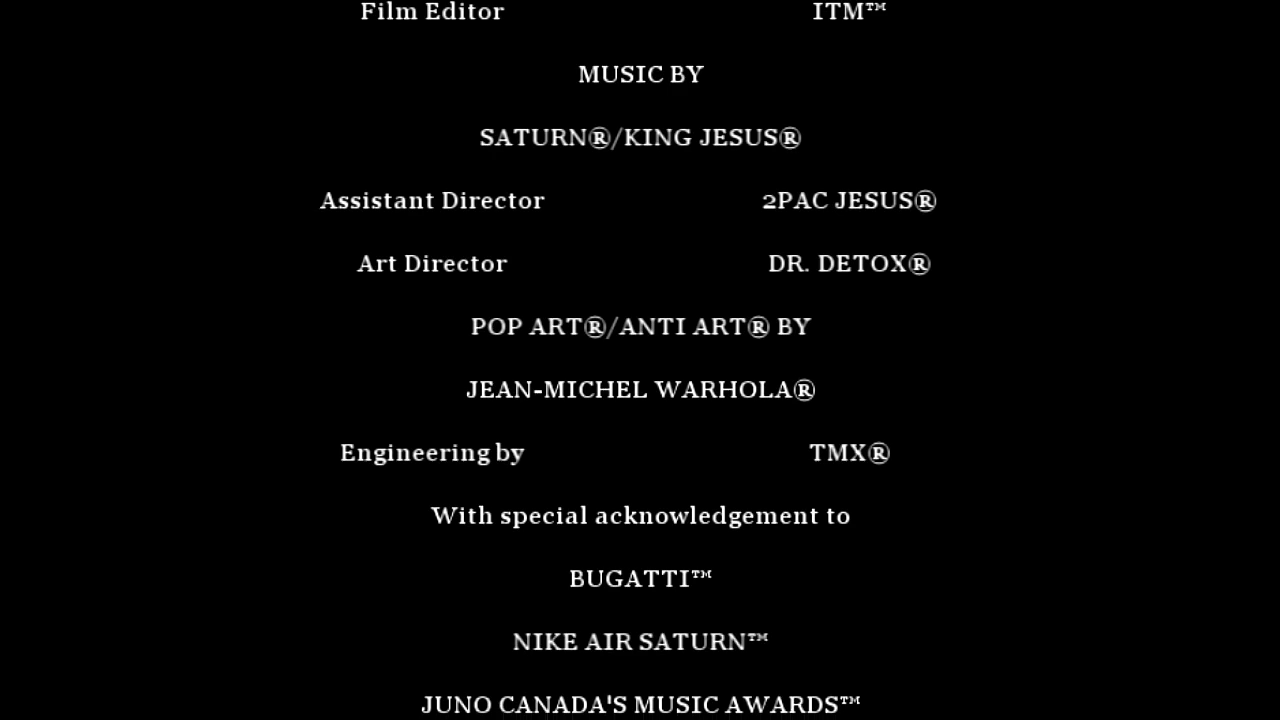 Film Editor ITM™
MUSIC BY
SATURN®/KING JESUS®
Assistant Director 2PAC JESUS®
Art Director DR. DETOX®
POP ART®/ANTI ART® BY
JEAN-MICHEL WARHOLA®
Engineering by TMX®
With special acknowledgement to
BUGATTI™
NIKE AIR SATURN™
JUNO CANADA'S MUSIC AWARDS™